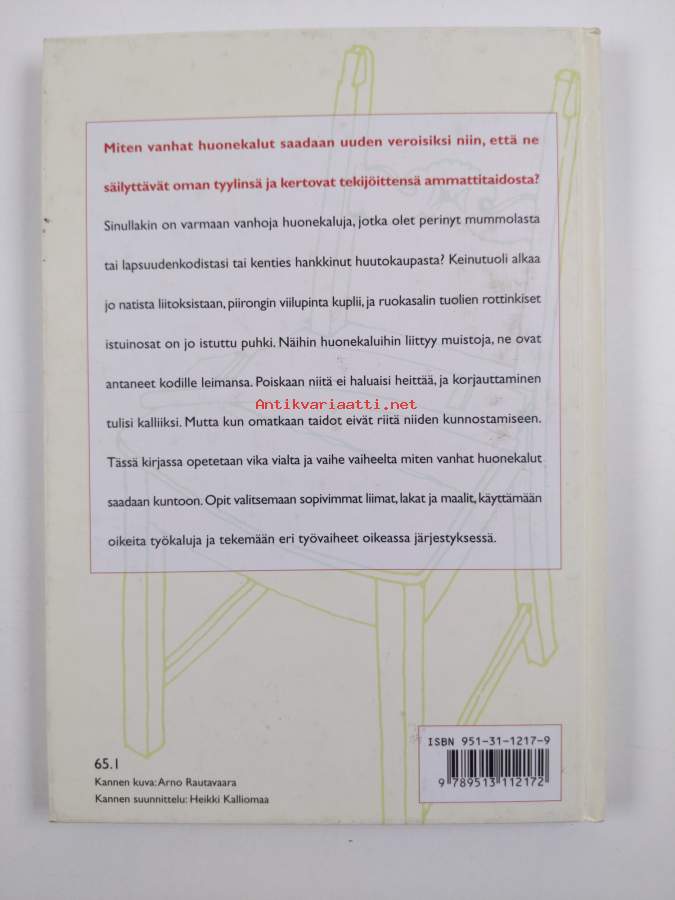 Miten vanhat huonekalut saadaan uuden veroisiksi niin, että ne
säilyttävät oman tyylinsä ja kertovat tekijöittensä ammattitaidosta?
Sinullakin on varmaan vanhoja huonekaluja, jotka olet perinyt mummolasta
tai lapsuudenkodistasi tai kenties hankkinut huutokaupasta? Keinutuoli alkaa
jo natista liitoksistaan, piirongin viilupinta kuplii, ja ruokasalin tuolien rottinkiset
istuinosat on jo istuttu puhki. Näihin huonekaluihin liittyy muistoja, ne ovat
antaneet kodille leimansa. Poiskaan niitä ei haluaisi heittää, ja korjauttaminen
Antikvariaatti.net
tulisi kalliiksi. Mutta kun omatkaan taidot eivät riitä niiden kunnostamiseen.
Tässä kirjassa opetetaan vika vialta ja vaihe vaiheelta miten vanhat huonekalut
saadaan kuntoon. Opit valitsemaan sopivimmat liimat, lakat ja maalit, käyttämään
oikeita työkaluja ja tekemään eri työvaiheet oikeassa järjestyksessä.
ISBN 951-31-1217-9
9 789513 112172
65.1
Kannen kuva: Arno Rautavaara
Kannen suunnittelu: Heikki Kalliomaa